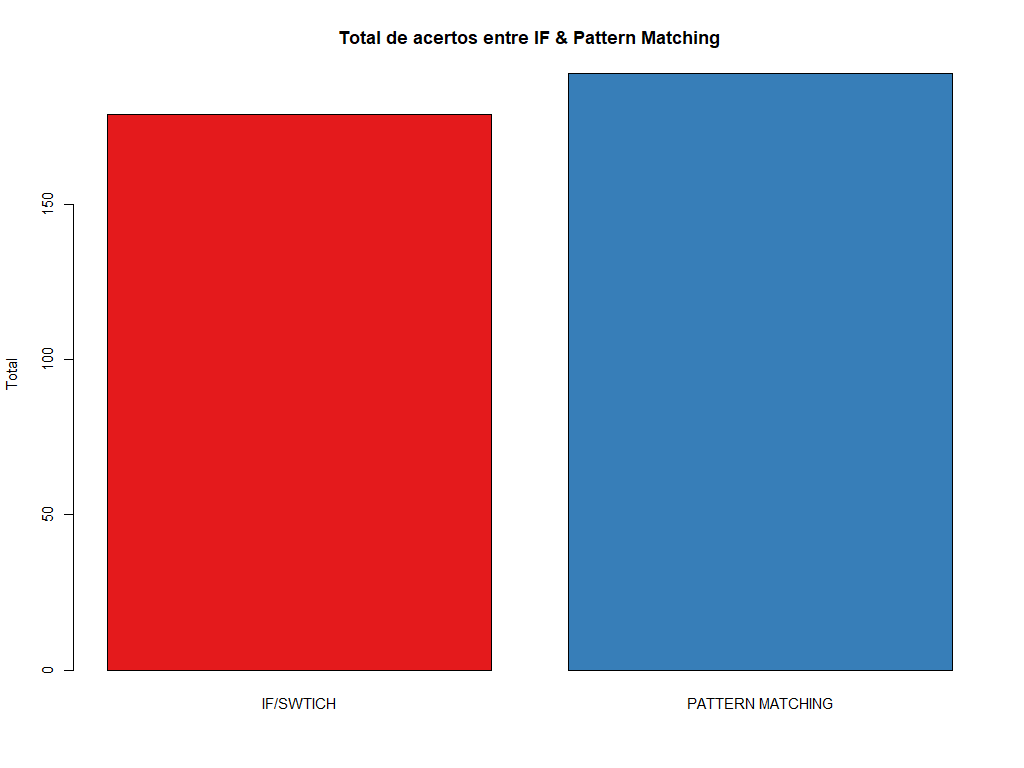 Total de acertos entre IF & Pattern Matching
Total
150
100
50
0
IF/SWTICH
PATTERN MATCHING